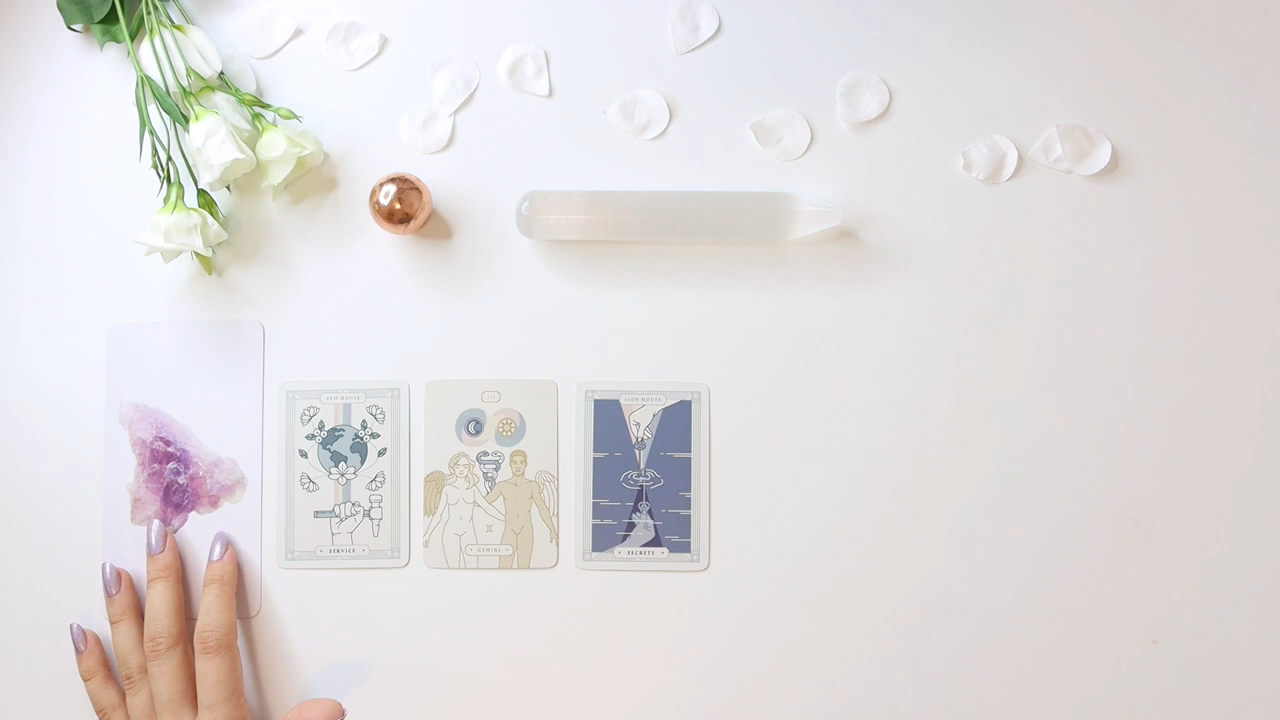 6TH HOUSE
SERVICE
III
GEMINI
12TH HOUSE
SECRETS